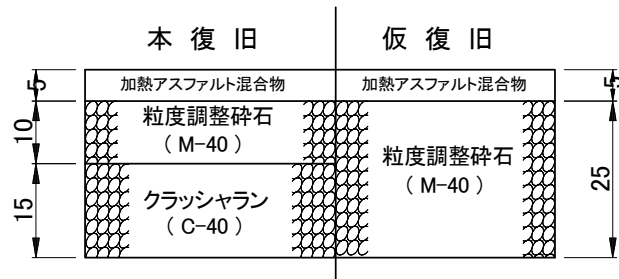 本復旧
仮復旧
加熱アスファルト混合物
加熱アスファルト混合物
5
5
10
粒度調整砕石
( M-40 )
粒度調整砕石
( M-40 )
25
15
クラッシャラン
( C-40 )